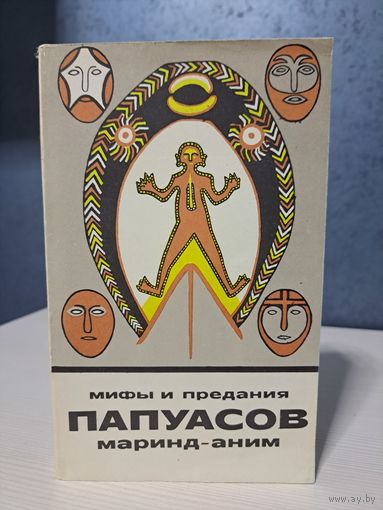 мифы и предания
ПАПУАСОВ
маринд-аним
www.ay.by